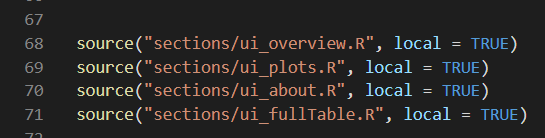 67
68 source("sections/ui_overview.R", local = TRUE)
69 source("sections/ui_plots.R", local = TRUE)
70 source("sections/ui_about.R", local = TRUE)
71 source("sections/ui_fullTable.R", local = TRUE)